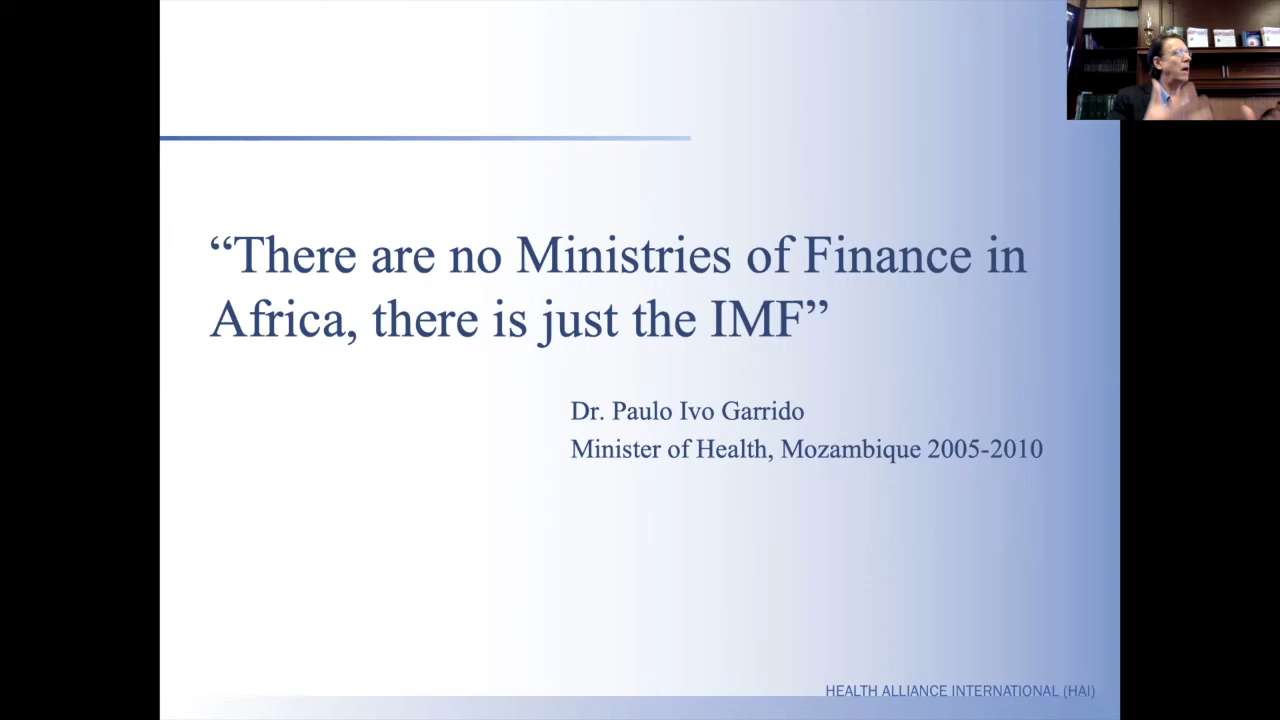 “There are no Ministries of Finance in
Africa, there is just the IMF”
Dr. Paulo Ivo Garrido
Minister of Health, Mozambique 2005-2010
HEALTH ALLIANCE INTERNATIONAL (HAI)